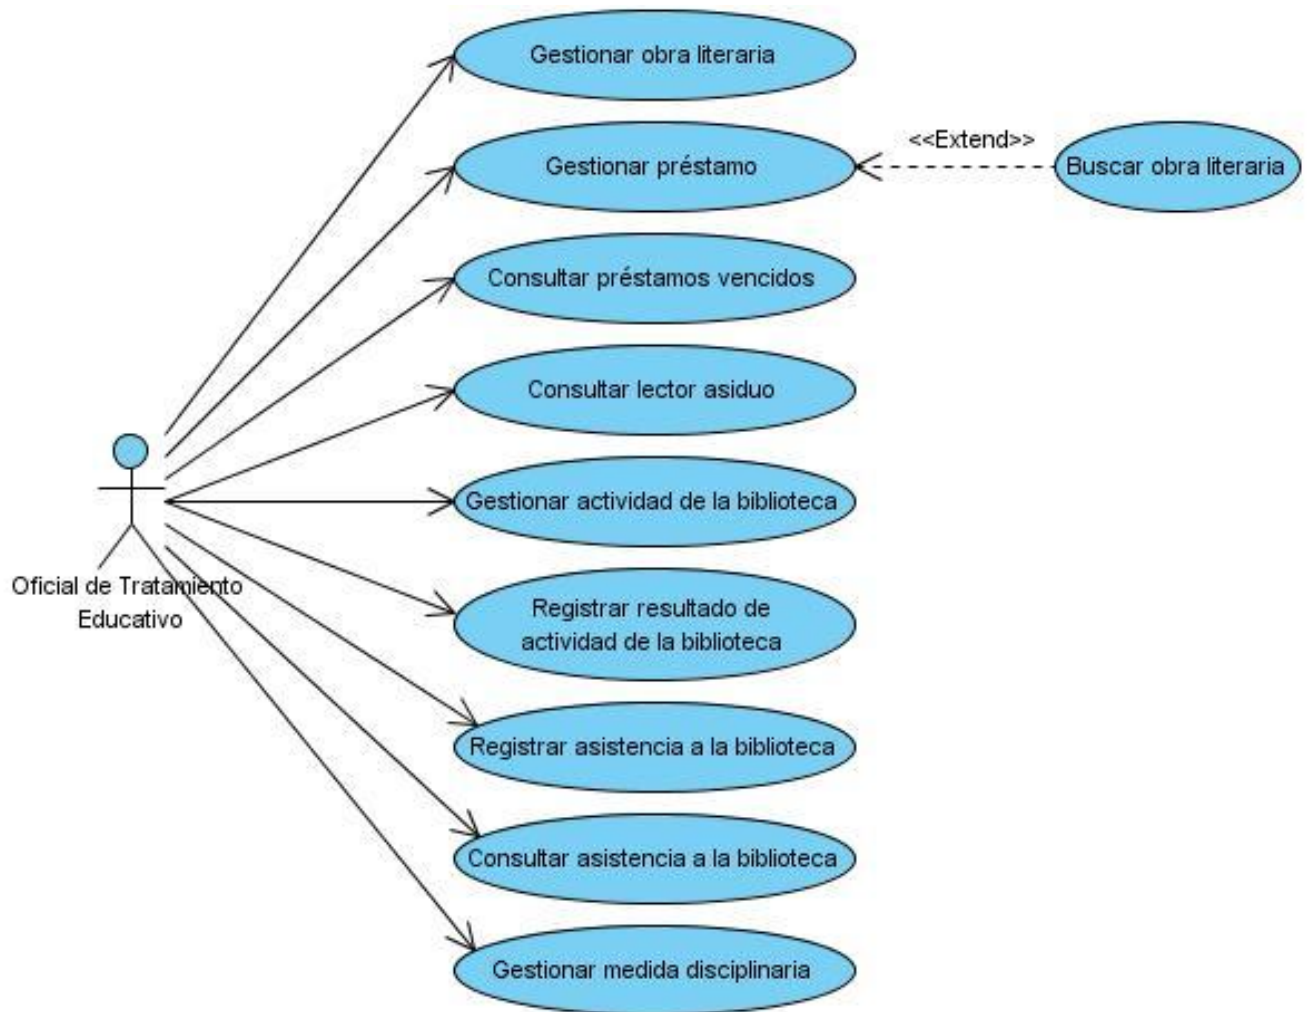 Gestionar obra literaria
<<Extend>>
Gestionar préstamo
Buscar obra literaria
Consultar préstamos vencidos
Consultar lector asiduo
Gestionar actividad de la biblioteca
Oficial de Tratamiento
Educativo
Registrar resultado de
actividad de la biblioteca
Registrar asistencia a la biblioteca
Consultar asistencia a la biblioteca
Gestionar medida disciplinaria